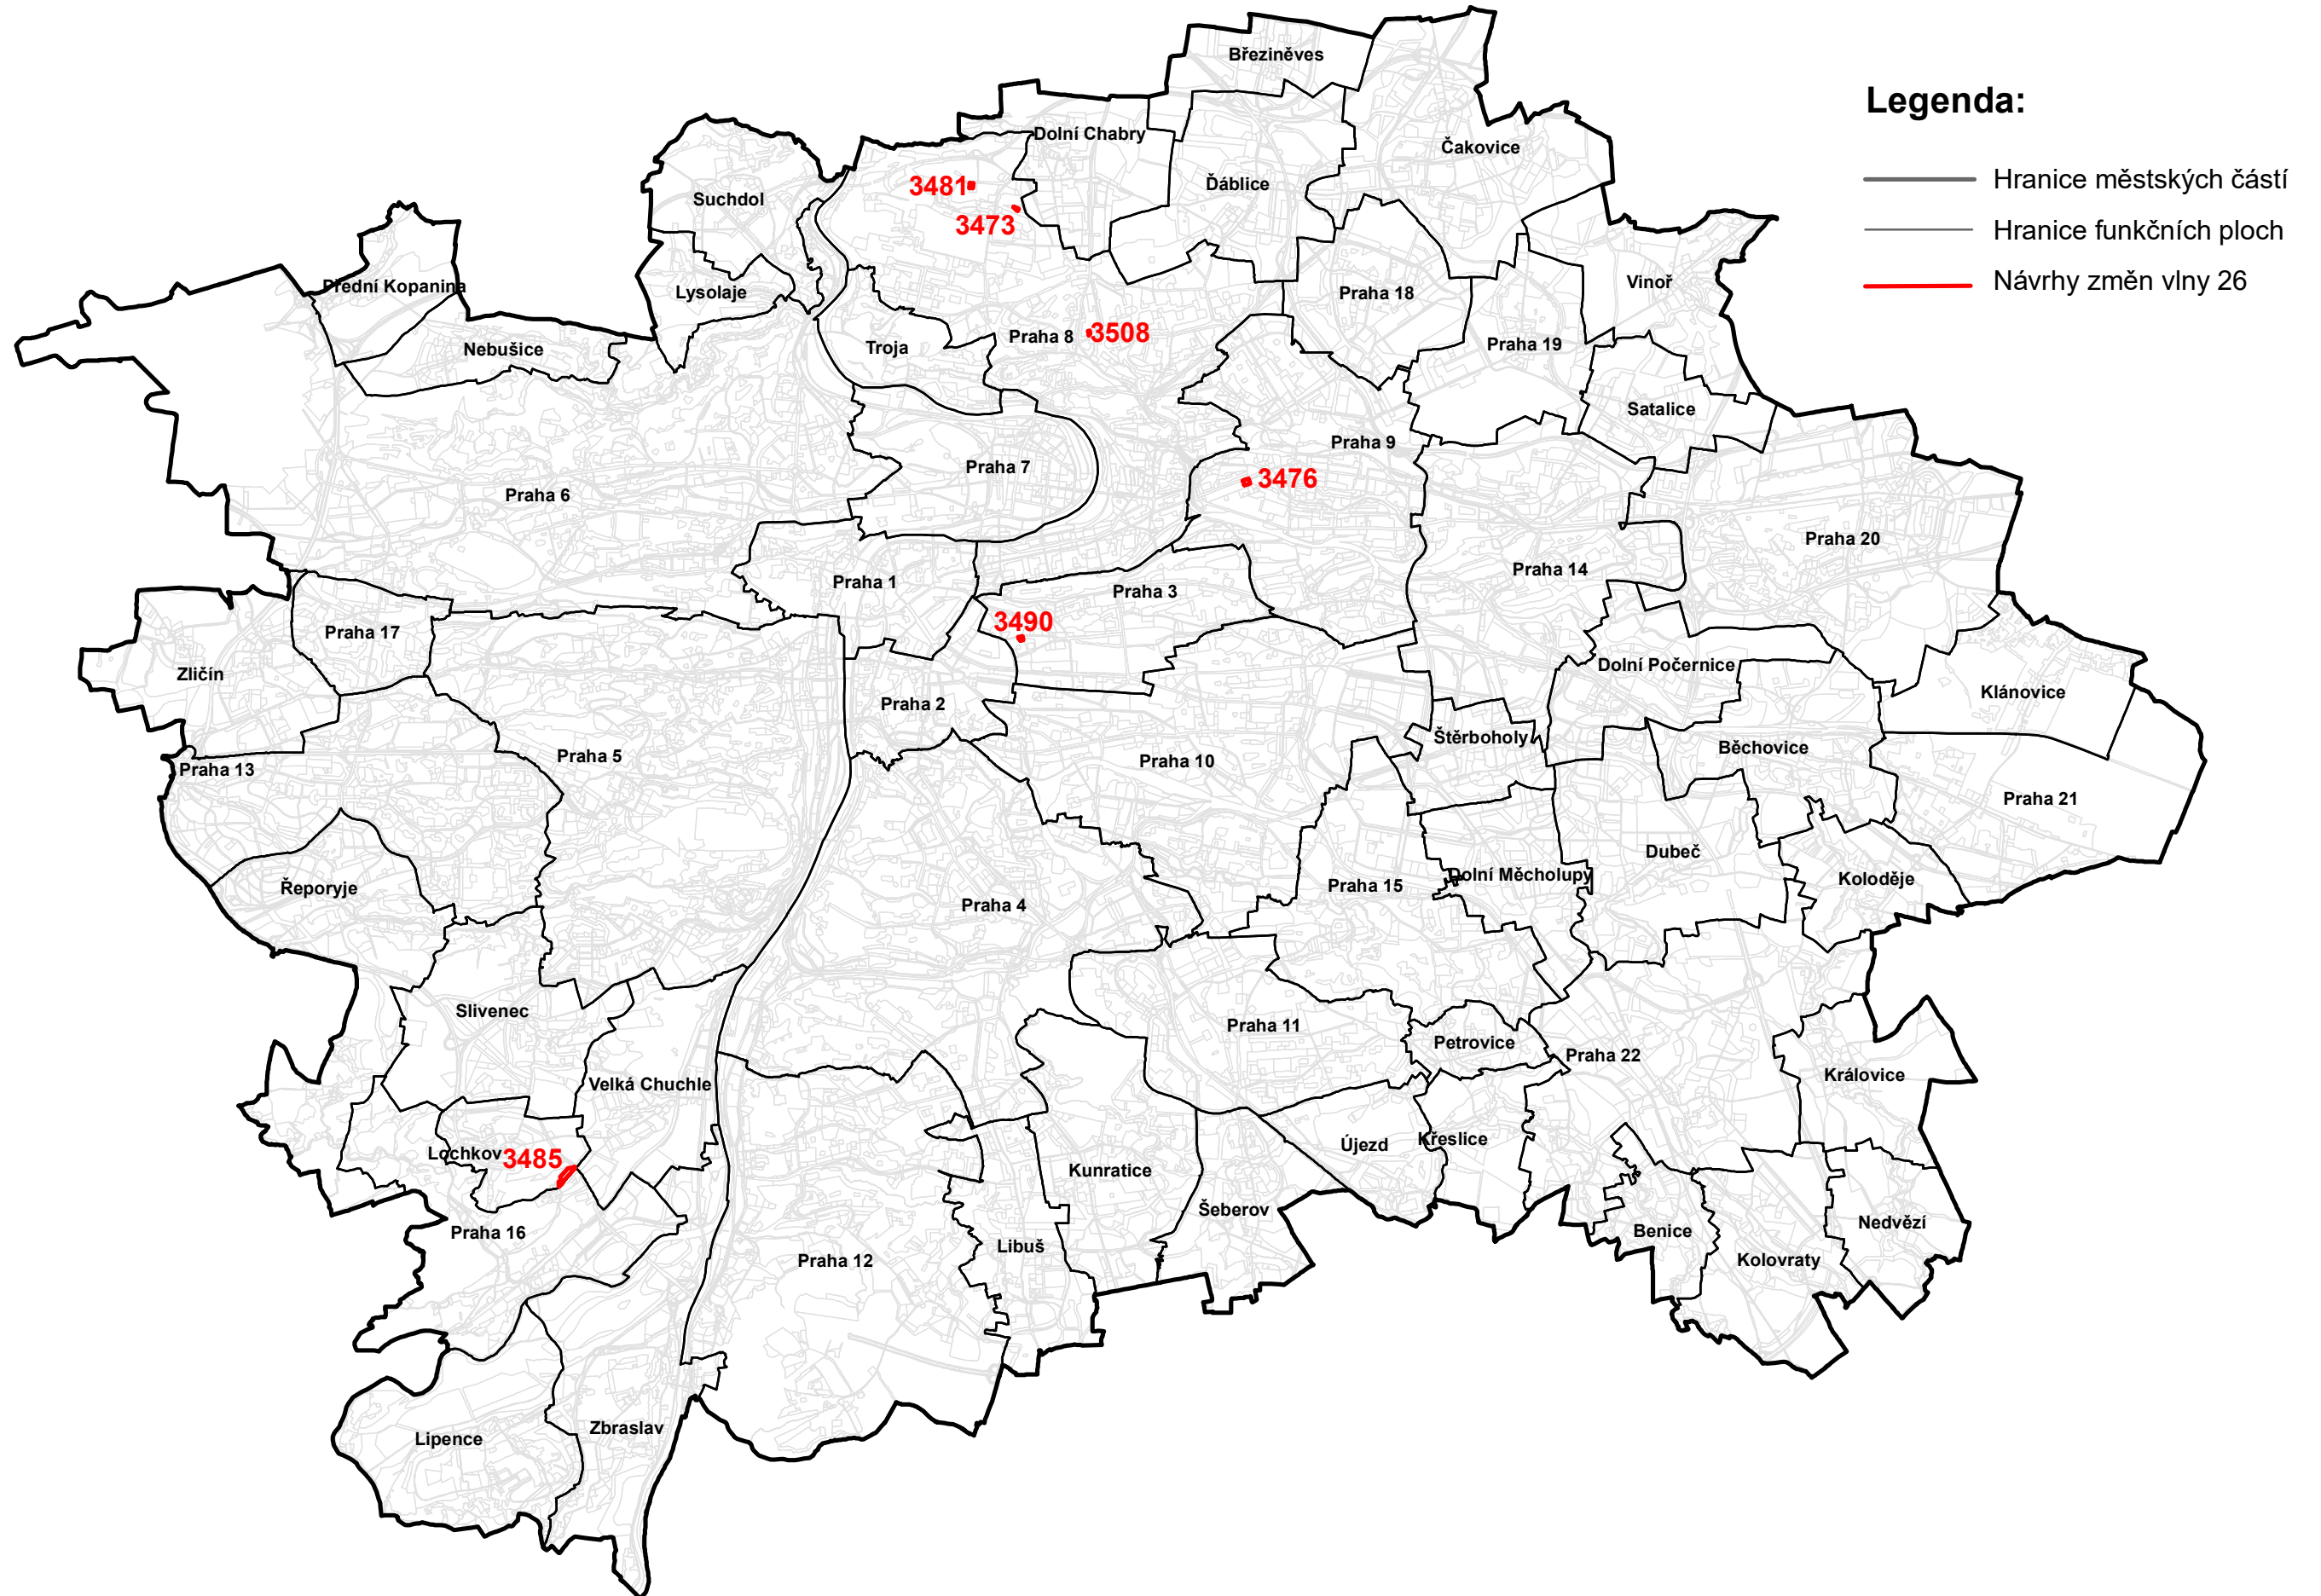 Březiněves
Legenda:
Dolní Chabry
Čakovice
Hranice městských částí
Suchdol
3481
Ďáblice
3473
Hranice funkčních ploch
Přední Kopanina
Lysolaje
Praha 18
Vinoř
Návrhy změn vlny 26
Nebušice
Troja
Praha 8
3508
Praha 19
Satalice
Praha 9
Praha 7
3476
Praha 6
Praha 20
Praha 1
Praha 3
Praha 14
3490
Praha 17
Zličín
Dolní Počernice
Klánovice
Praha 2
Štěrboholy
Běchovice
Praha 5
Praha 10
Praha 13
Praha 21
Řeporyje
Dubeč
Praha 15
Dolní Měcholupy
Koloděje
Praha 4
Slivenec
Praha 11
Petrovice
Praha 22
Velká Chuchle
Královice
Lochkov
3485
Újezd
Křeslice
Kunratice
Šeberov
Praha 16
Benice
Nedvězí
Libuš
Praha 12
Kolovraty
Zbraslav
Lipence